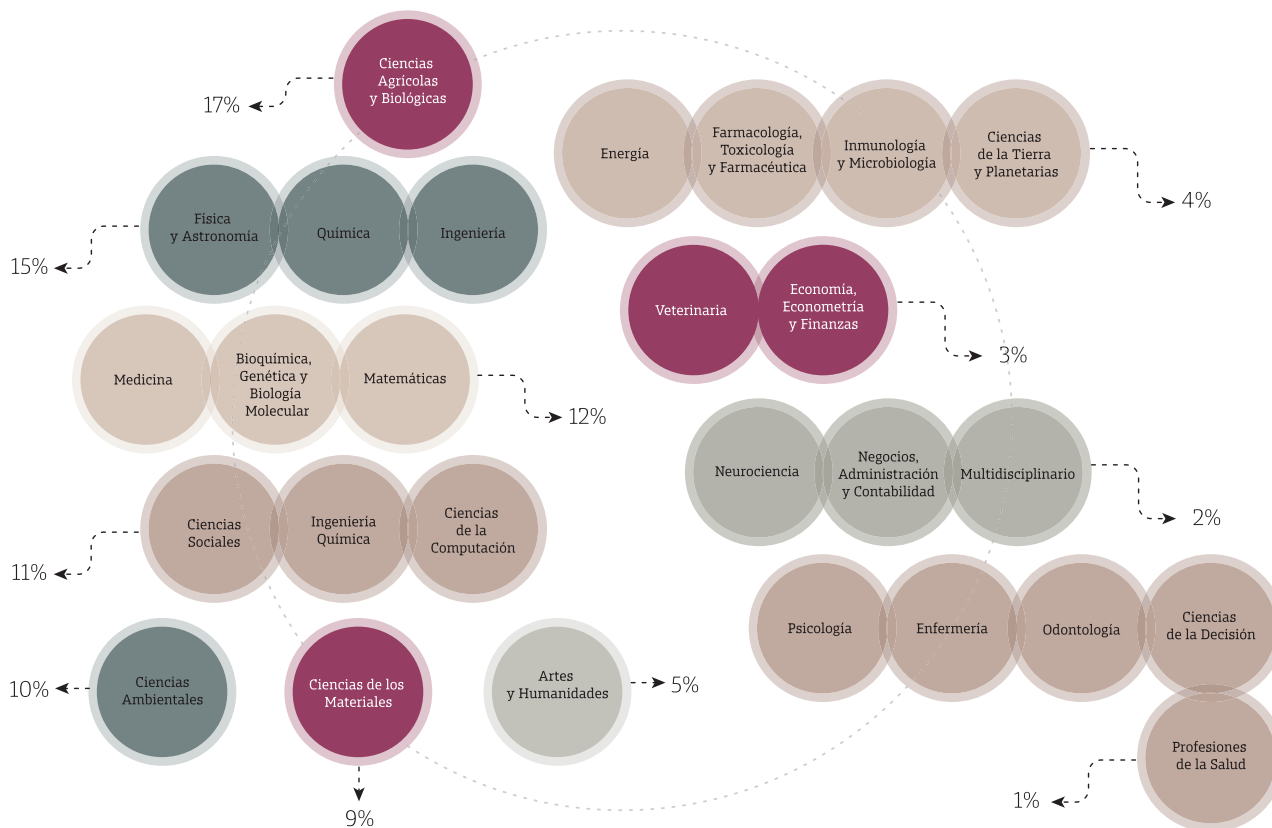 Ciencias
Agrícolas
y Biológicas
17%
Física
y Astronomía
Química
Ingeniería
15%
Medicina
Bioquímica,
Genética y
Biología
Molecular
Matemáticas
12%
Ciencias
Sociales
Ingeniería
Química
Ciencias
de la
Computación
11%
Ciencias
Ambientales
10%
Ciencias de los
Materiales
9%
Artes
y Humanidades
5%
Energía
Farmacología,
Toxicología
y Farmacéutica
Inmunología
y Microbiología
Ciencias
de la Tierra
y Planetarias
4%
Veterinaria
Economía,
Econometría
y Finanzas
3%
Neurociencia
Negocios,
Administración
y Contabilidad
Multidisciplinario
2%
Psicología
Enfermería
Odontología
Ciencias
de la Decisión
Profesiones
de la Salud
1%